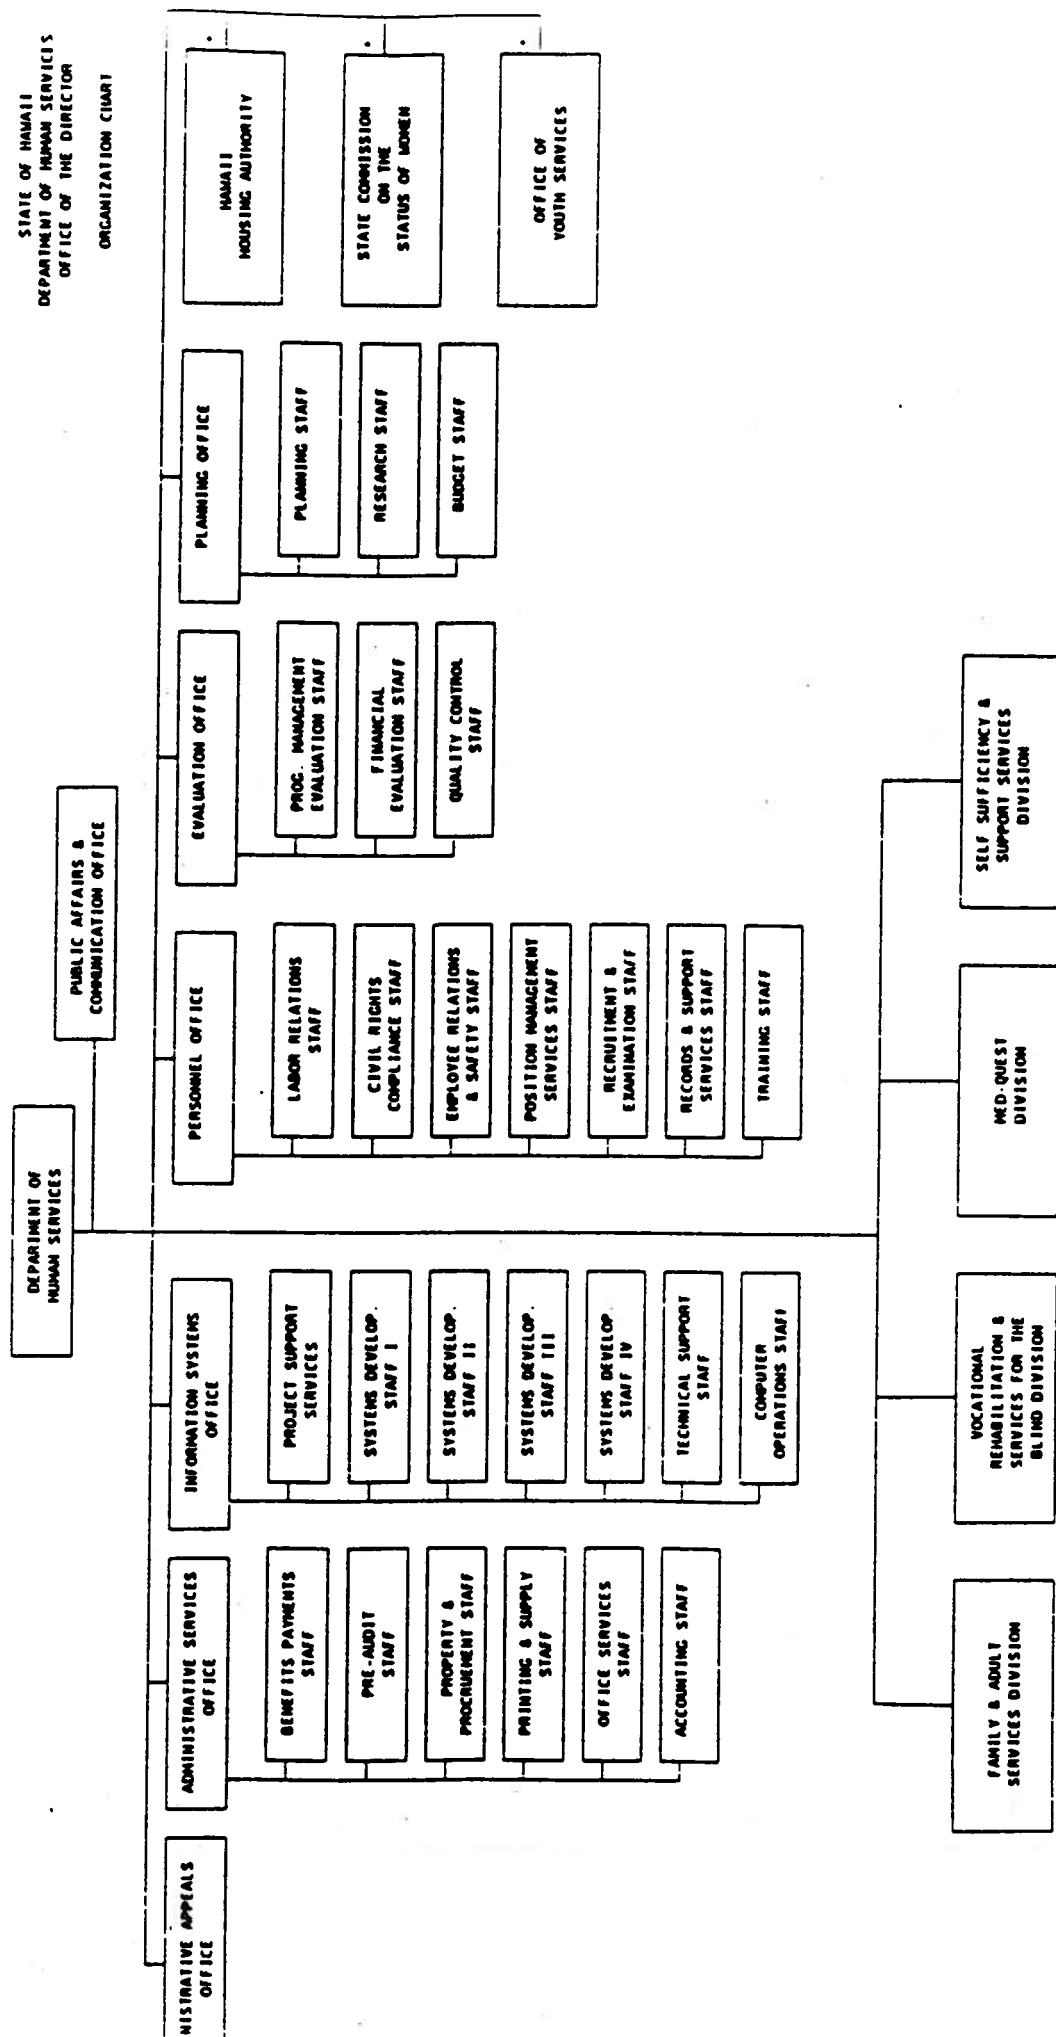 STATE OF HAWAII
DEPARTMENT OF HUMAN SERVICES
OFFICE OF THE DIRECTOR
ORGANIZATION CHART
DEPARTMENT OF
HUMAN SERVICES
PUBLIC AFFAIRS &
COMMUNICATION OFFICE
NISTRATIVE APPEALS
OFFICE
ADMINISTRATIVE SERVICES
OFFICE
BENEFITS PAYMENTS
STAFF
PRE-AUDIT
STAFF
PROPERTY &
PROCRUEMENT STAFF
PRINTING & SUPPLY
STAFF
OFFICE SERVICES
STAFF
ACCOUNTING STAFF
INFORMATION SYSTEMS
OFFICE
PROJECT SUPPORT
SERVICES
SYSTEMS DEVELOP.
STAFF I
SYSTEMS DEVELOP.
STAFF II
SYSTEMS DEVELOP.
STAFF III
SYSTEMS DEVELOP.
STAFF IV
TECHNICAL SUPPORT
STAFF
COMPUTER
OPERATIONS STAFF
PERSONNEL OFFICE
LABOR RELATIONS
STAFF
CIVIL RIGHTS
COMPLIANCE STAFF
EMPLOYEE RELATIONS
& SAFETY STAFF
POSITION MANAGEMENT
SERVICES STAFF
RECRUITMENT &
EXAMINATION STAFF
RECORDS & SUPPORT
SERVICES STAFF
TRAINING STAFF
EVALUATION OFFICE
PROG. MANAGEMENT
EVALUATION STAFF
FINANCIAL
EVALUATION STAFF
QUALITY CONTROL
STAFF
PLANNING OFFICE
PLANNING STAFF
RESEARCH STAFF
BUDGET STAFF
HAWAII
HOUSING AUTHORITY
STATE COMMISSION
ON THE
STATUS OF WOMEN
OFFICE OF
YOUTH SERVICES
FAMILY & ADULT
SERVICES DIVISION
VOCATIONAL
REHABILITATION &
SERVICES FOR THE
BLIND DIVISION
MED-QUEST
DIVISION
SELF SUFFICIENCY &
SUPPORT SERVICES
DIVISION